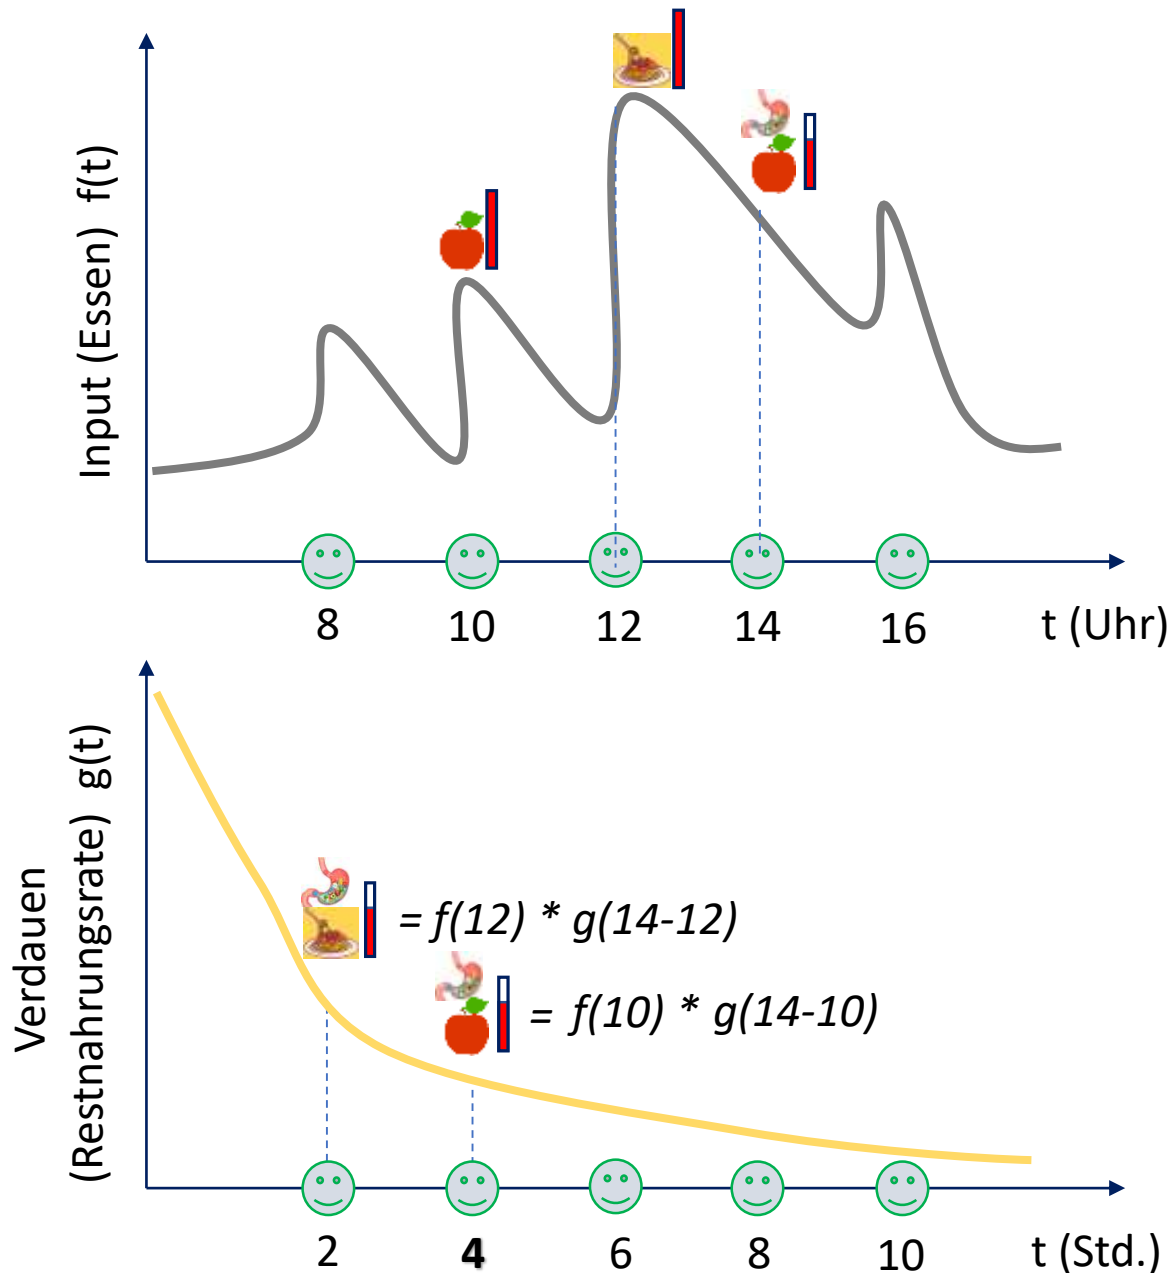 Input (Essen) f(t)
8
10
12
14
16
t (Uhr)
Verdauen
(Restnahrungsrate) g(t)
= f(12) * g(14-12)
= f(10) * g(14-10)
2
4
6
8
10
t (Std.)